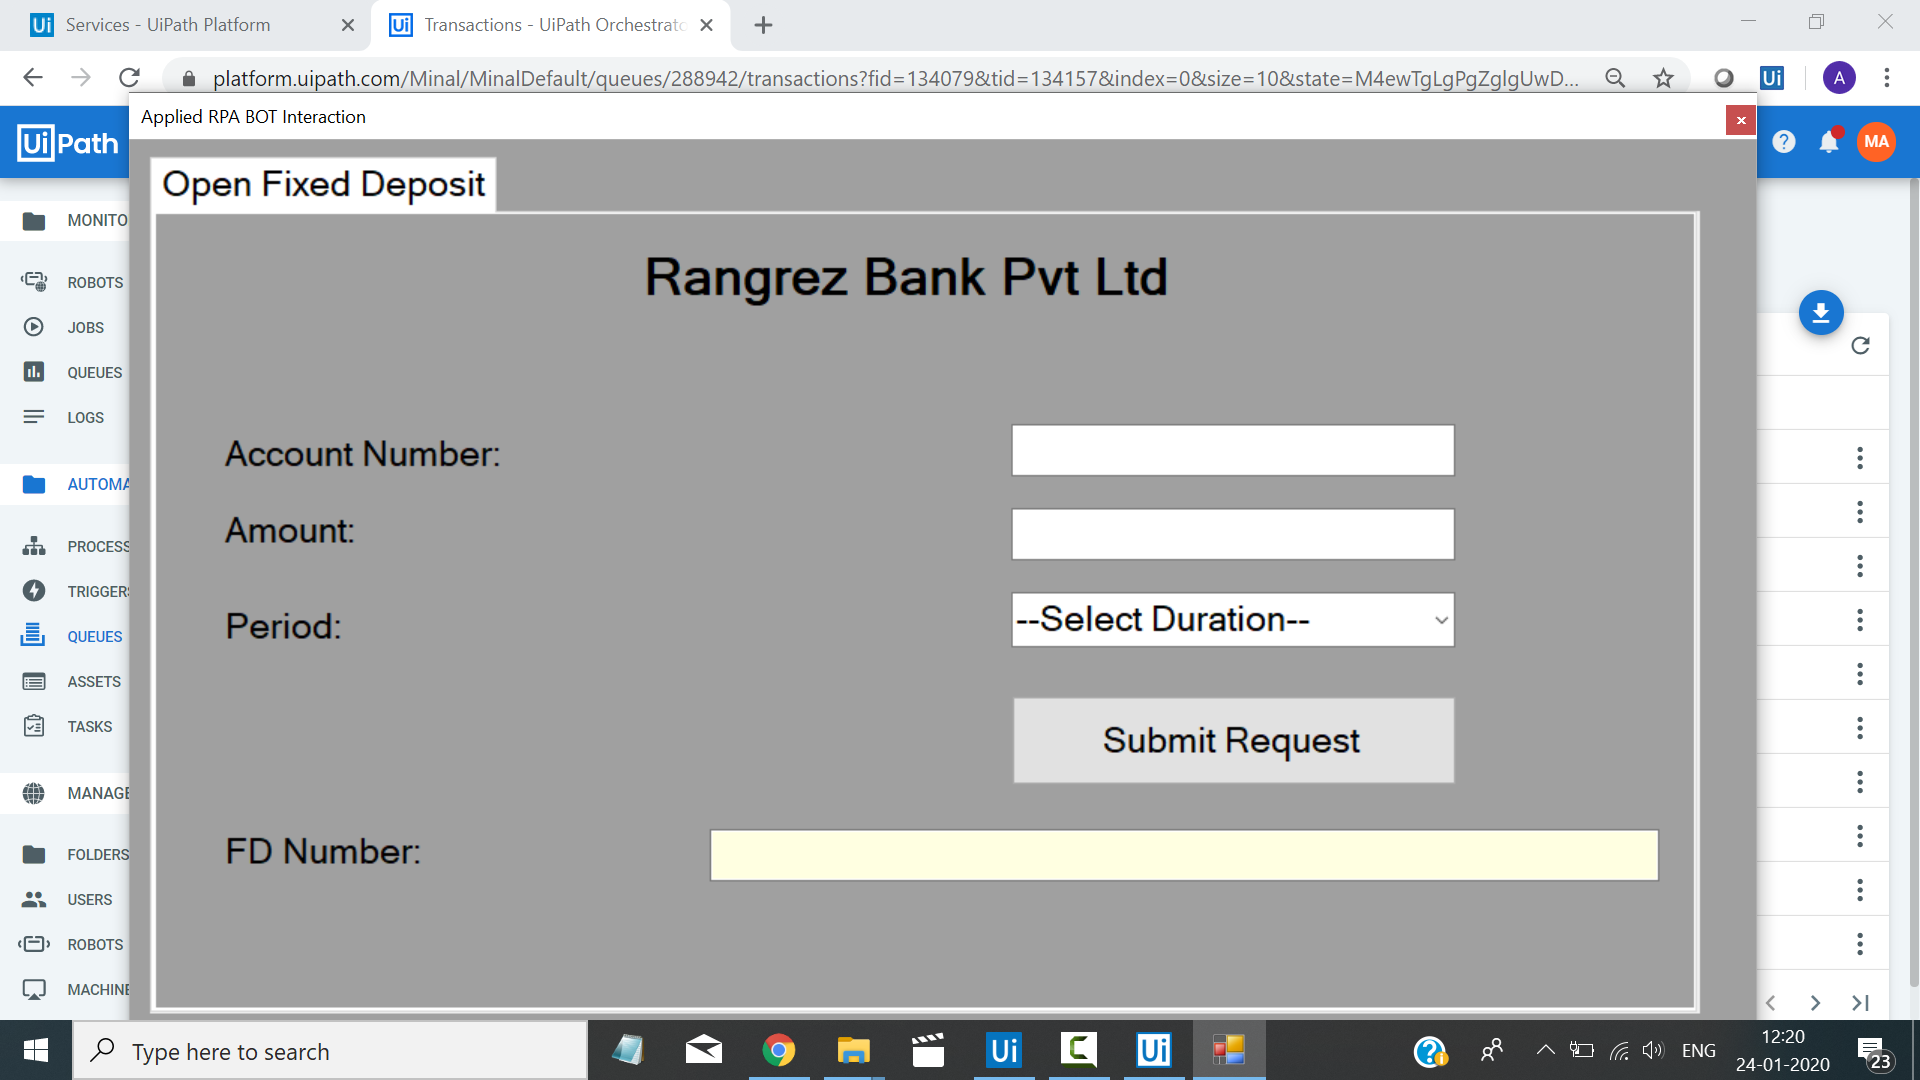 Services - UiPath Platform
Transactions - UiPath Orchestrato
platform.uipath.com/Minal/MinalDefault/queues/288942/transactions?fid=134079&tid=134157&index=0&size=10&state=M4ewTgLgPgZglgUwD...
Ui
A
Applied RPA BOT Interaction
UiPath
MA
Open Fixed Deposit
Rangrez Bank Pvt Ltd
MONITO
ROBOTS
JOBS
QUEUES
LOGS
AUTOMA
PROCESS
TRIGGERS
QUEUES
ASSETS
TASKS
MANAGE
FOLDERS
USERS
ROBOTS
MACHINE
Account Number:
Amount:
Period:
--Select Duration--
Submit Request
FD Number:
Type here to search
Ui
C
Ui
ENG
12:20
24-01-2020
23